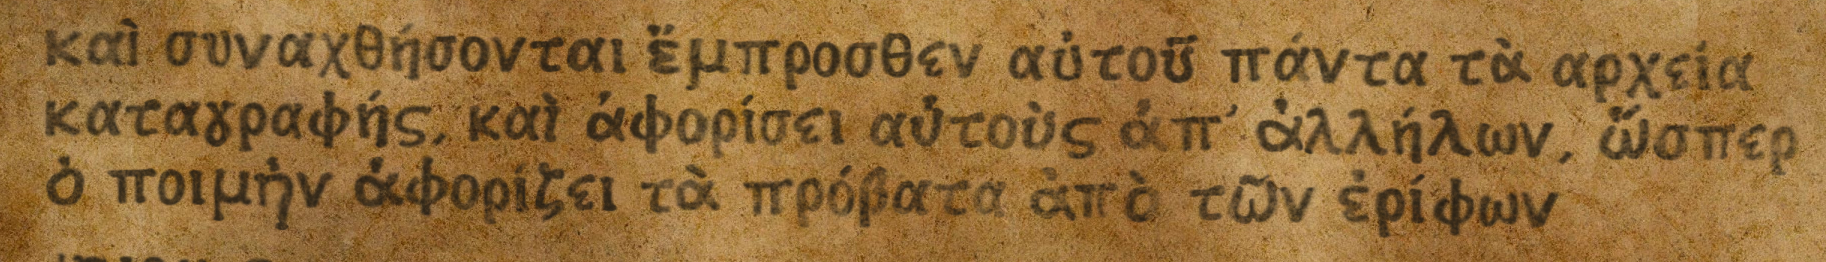 καὶ συναχθήσονται ἔμπροσθεν αὐτοῦ πάντα τὰ αρχεία
καταγραφής, καὶ ἀφορίσει αὐτοὺς ἀπ' ἀλλήλων, ὥσπερ
ὁ ποιμὴν ἀφορίζει τὰ πρόβατα ἀπὸ τῶν ἐρίφων